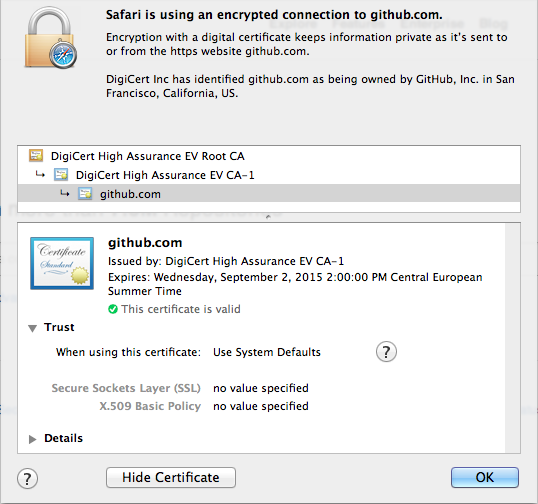 Safari is using an encrypted connection to github.com.
Encryption with a digital certificate keeps information private as it's sent to
or from the https website github.com.
DigiCert Inc has identified github.com as being owned by GitHub, Inc. in San
Francisco, California, US.
DigiCert High Assurance EV Root CA
DigiCert High Assurance EV CA-1
github.com
Certificate
Standard
github.com
Issued by: DigiCert High Assurance EV CA-1
Expires: Wednesday, September 2, 2015 2:00:00 PM Central European
Summer Time
This certificate is valid
Trust
When using this certificate: Use System Defaults
?
Secure Sockets Layer (SSL) no value specified
X.509 Basic Policy no value specified
Details
?
Hide Certificate
OK